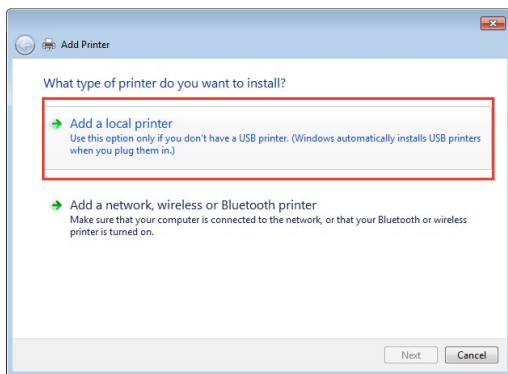 Add Printer
What type of printer do you want to install?
Add a local printer
Use this option only if you don't have a USB printer. (Windows automatically installs USB printers
when you plug them in.)
Add a network, wireless or Bluetooth printer
Make sure that your computer is connected to the network, or that your Bluetooth or wireless
printer is turned on.
Next Cancel